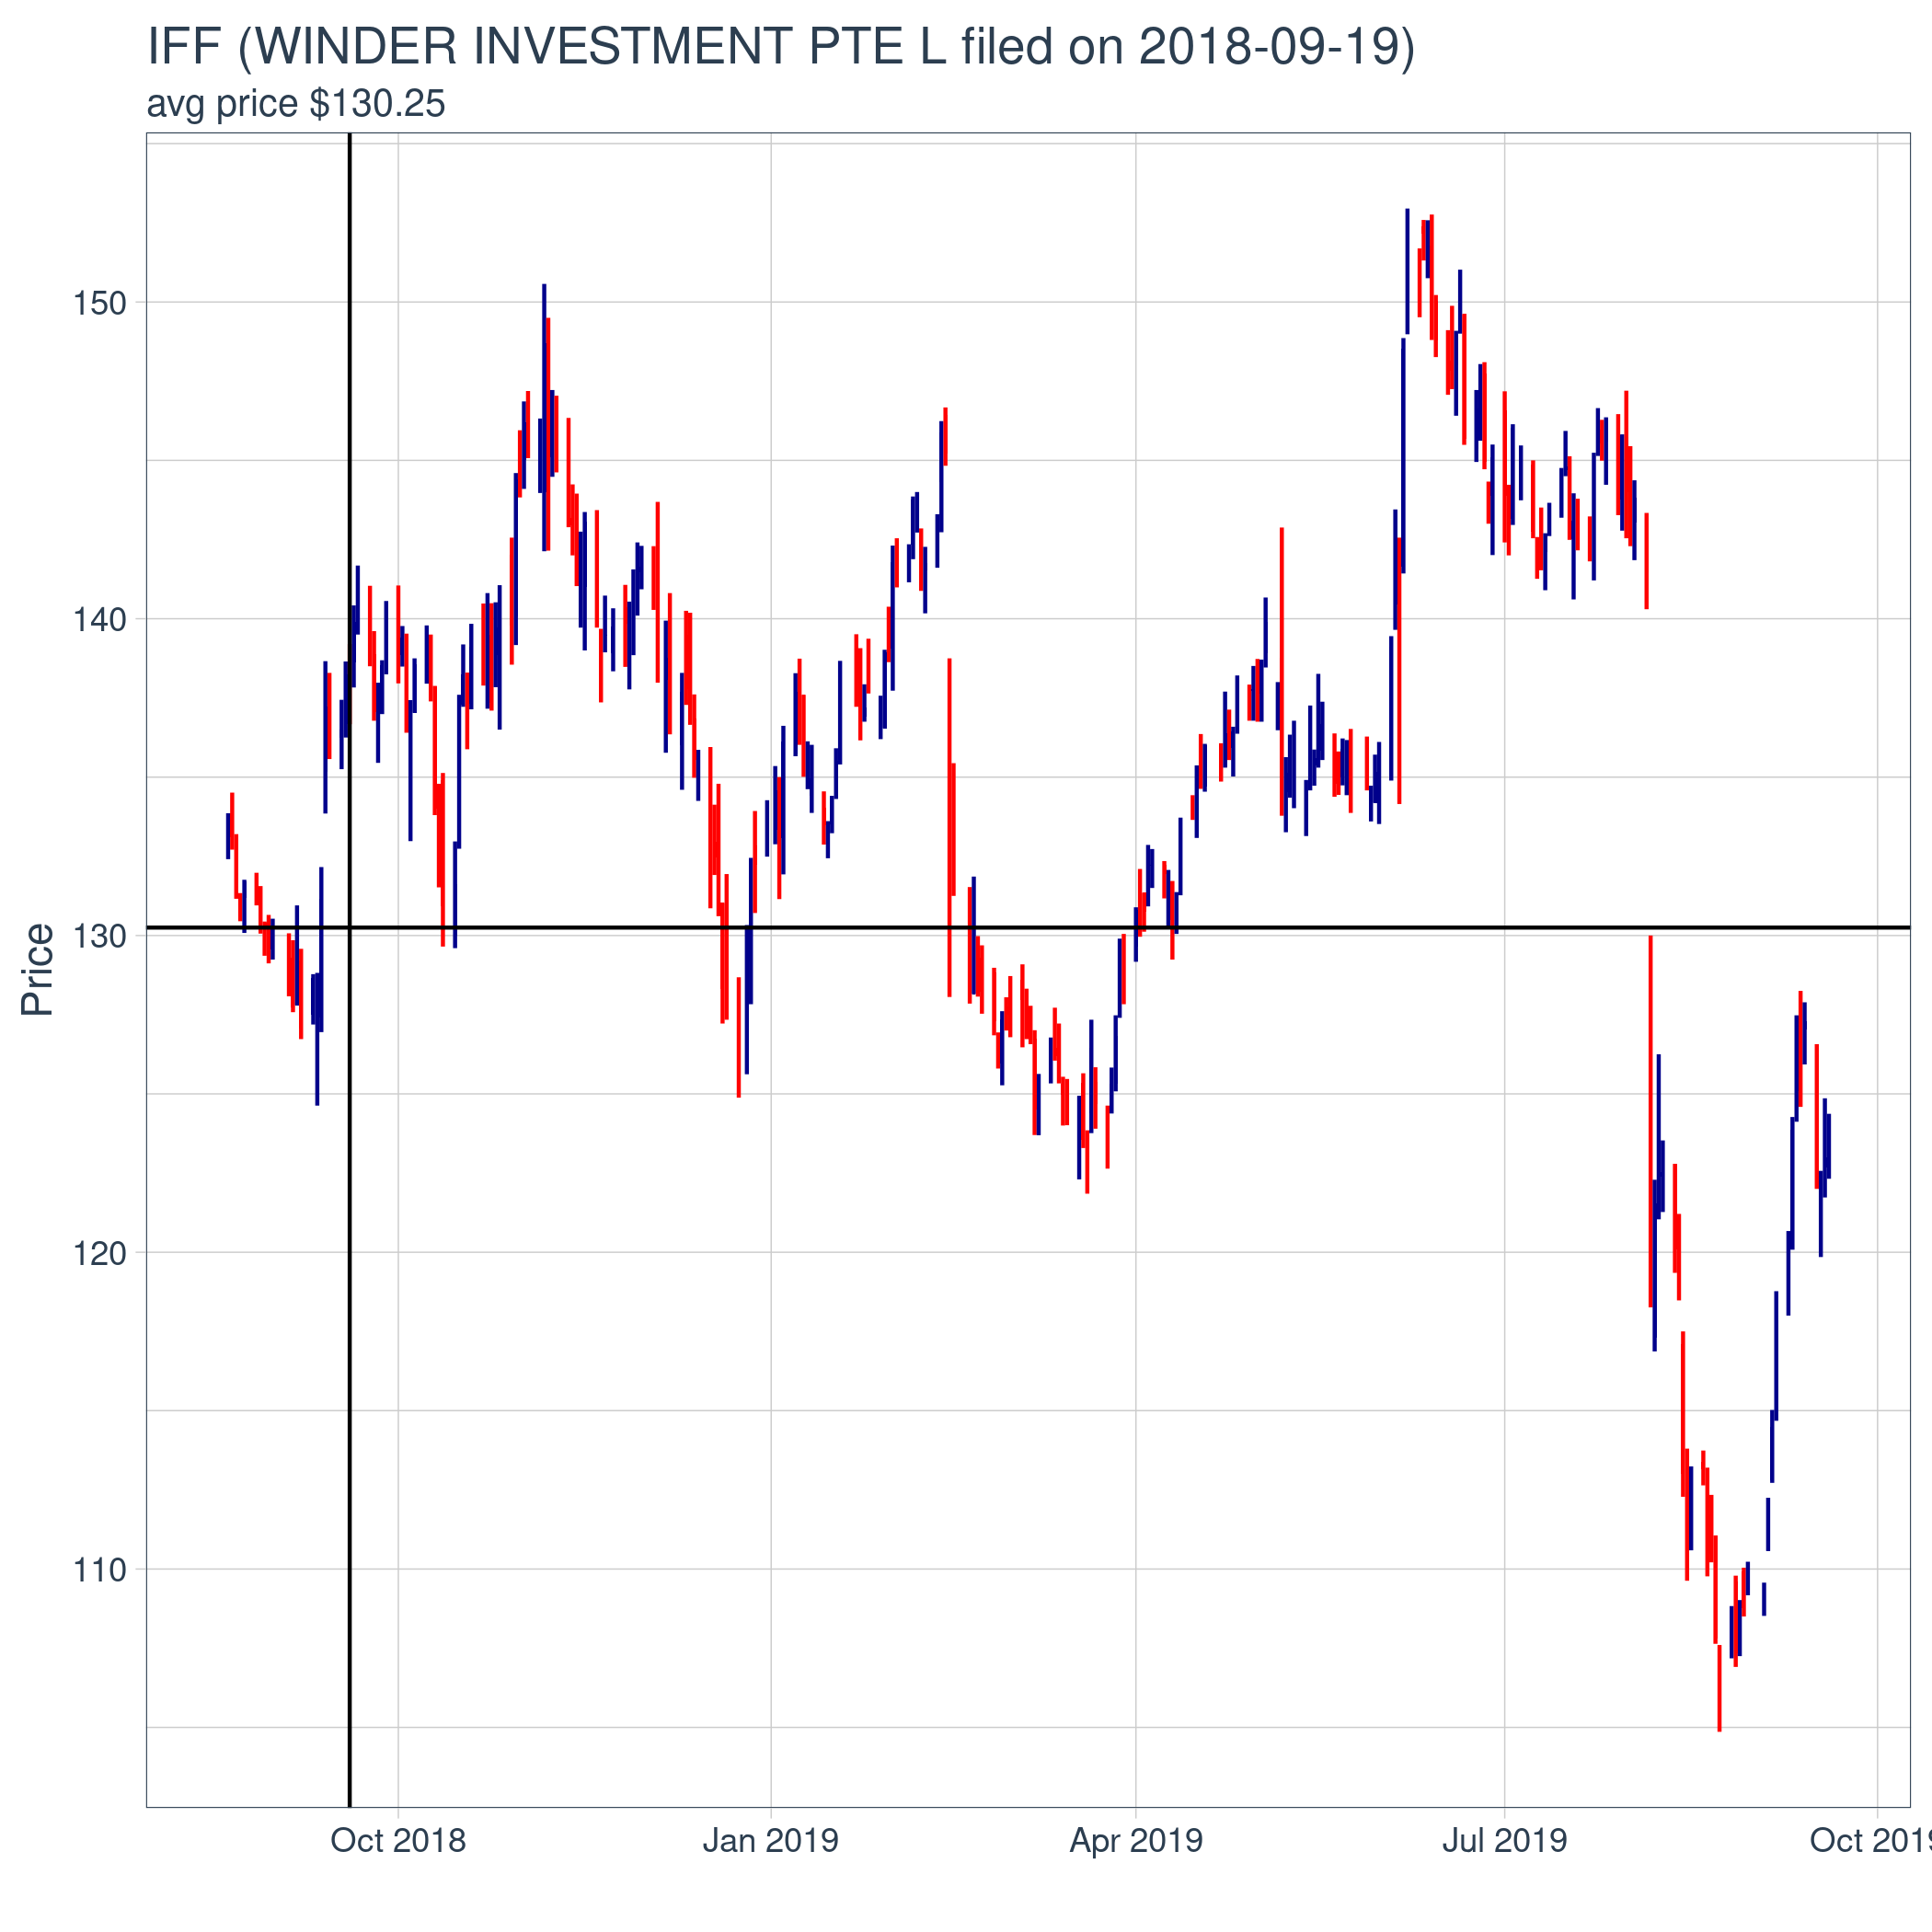 IFF (WINDER INVESTMENT PTE L filed on 2018-09-19)
avg price $130.25
150
140
130
120
110
Price
Oct 2018 Jan 2019 Apr 2019 Jul 2019 Oct 2019